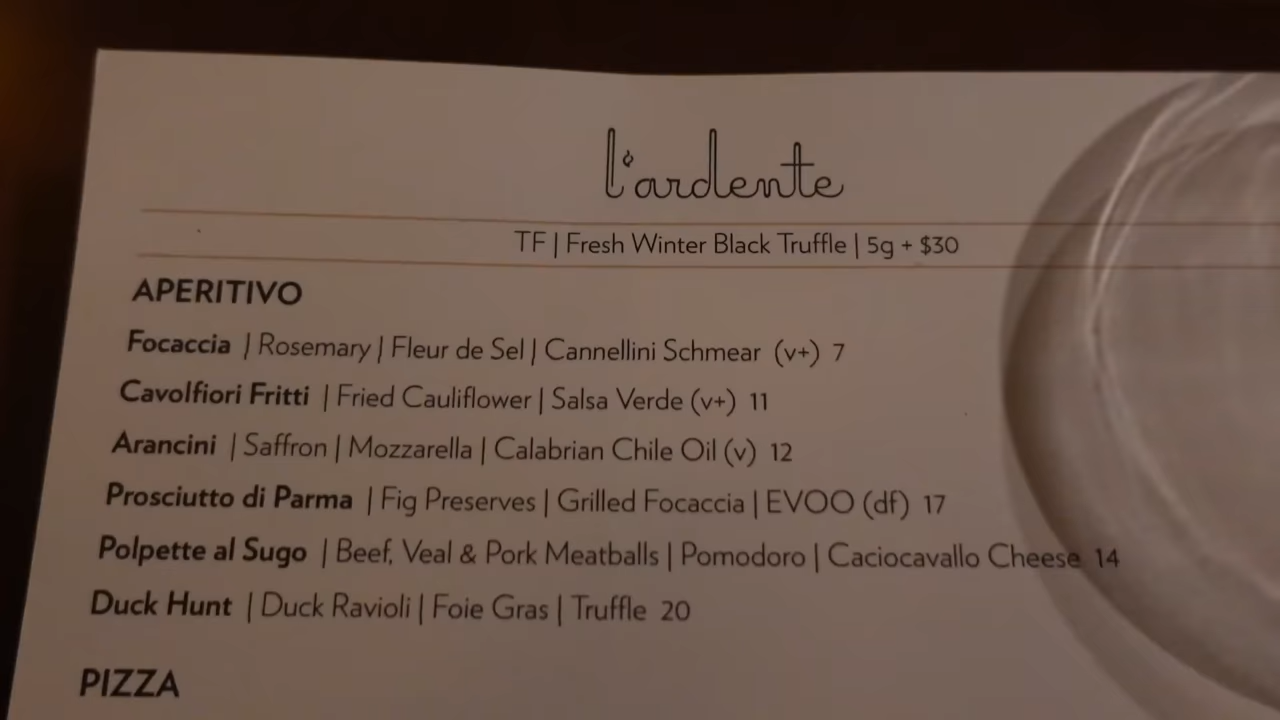 l'ardente
TF | Fresh Winter Black Truffle | 5g + $30
APERITIVO
Focaccia | Rosemary | Fleur de Sel | Cannellini Schmear (v+) 7
Cavolfiori Fritti | Fried Cauliflower | Salsa Verde (v+) 11
Arancini | Saffron | Mozzarella | Calabrian Chile Oil (v) 12
Prosciutto di Parma | Fig Preserves | Grilled Focaccia | EVOO (df) 17
Polpette al Sugo | Beef, Veal & Pork Meatballs | Pomodoro | Caciocavallo Cheese 14
Duck Hunt | Duck Ravioli | Foie Gras | Truffle 20
PIZZA